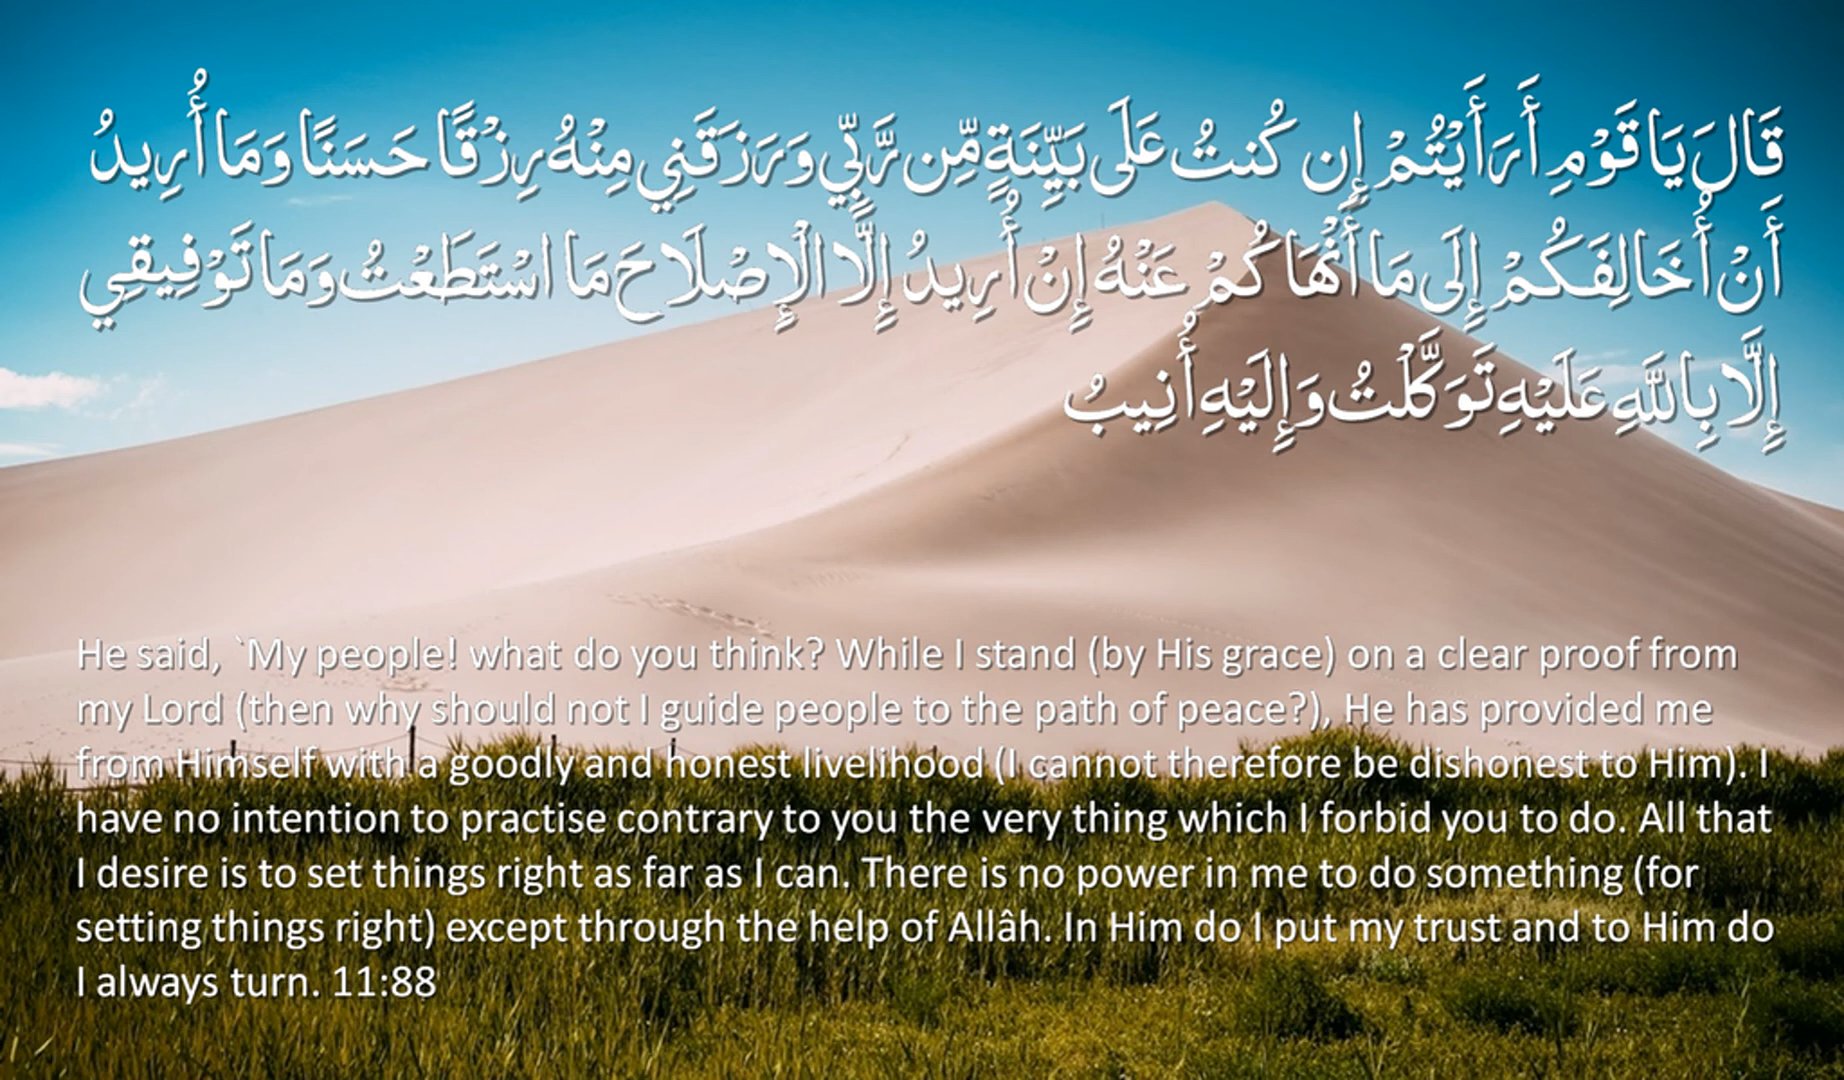 قَالَ يَا قَوْمِ أَرَأَيْتُمْ إِن كُنتُ عَلَى بَيِّنَةٍ مِّن رَّبِّي وَرَزَقَنِي مِنْهُ رِزْقًا حَسَنًا وَمَا أُرِيدُ
أَنْ أُخَالِفَكُمْ إِلَى مَا أَنْهَاكُمْ عَنْهُ إِنْ أُرِيدُ إِلَّا الْإِصْلَاحَ مَا اسْتَطَعْتُ وَمَا تَوْفِيقِي
إِلَّا بِاللَّهِ عَلَيْهِ تَوَكَّلْتُ وَإِلَيْهِ أُنِيبُ
He said, `My people! what do you think? While I stand (by His grace) on a clear proof from
my Lord (then why should not I guide people to the path of peace?), He has provided me
from Himself with a goodly and honest livelihood (I cannot therefore be dishonest to Him). I
have no intention to practise contrary to you the very thing which I forbid you to do. All that
I desire is to set things right as far as I can. There is no power in me to do something (for
setting things right) except through the help of Allâh. In Him do I put my trust and to Him do
I always turn. 11:88